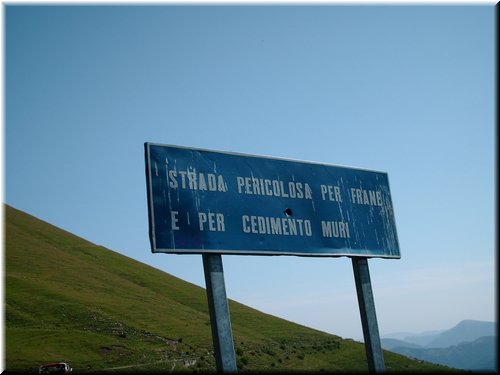 STRADA PERICOLOSA PER FRANE
E PER CEDIMENTO MURI